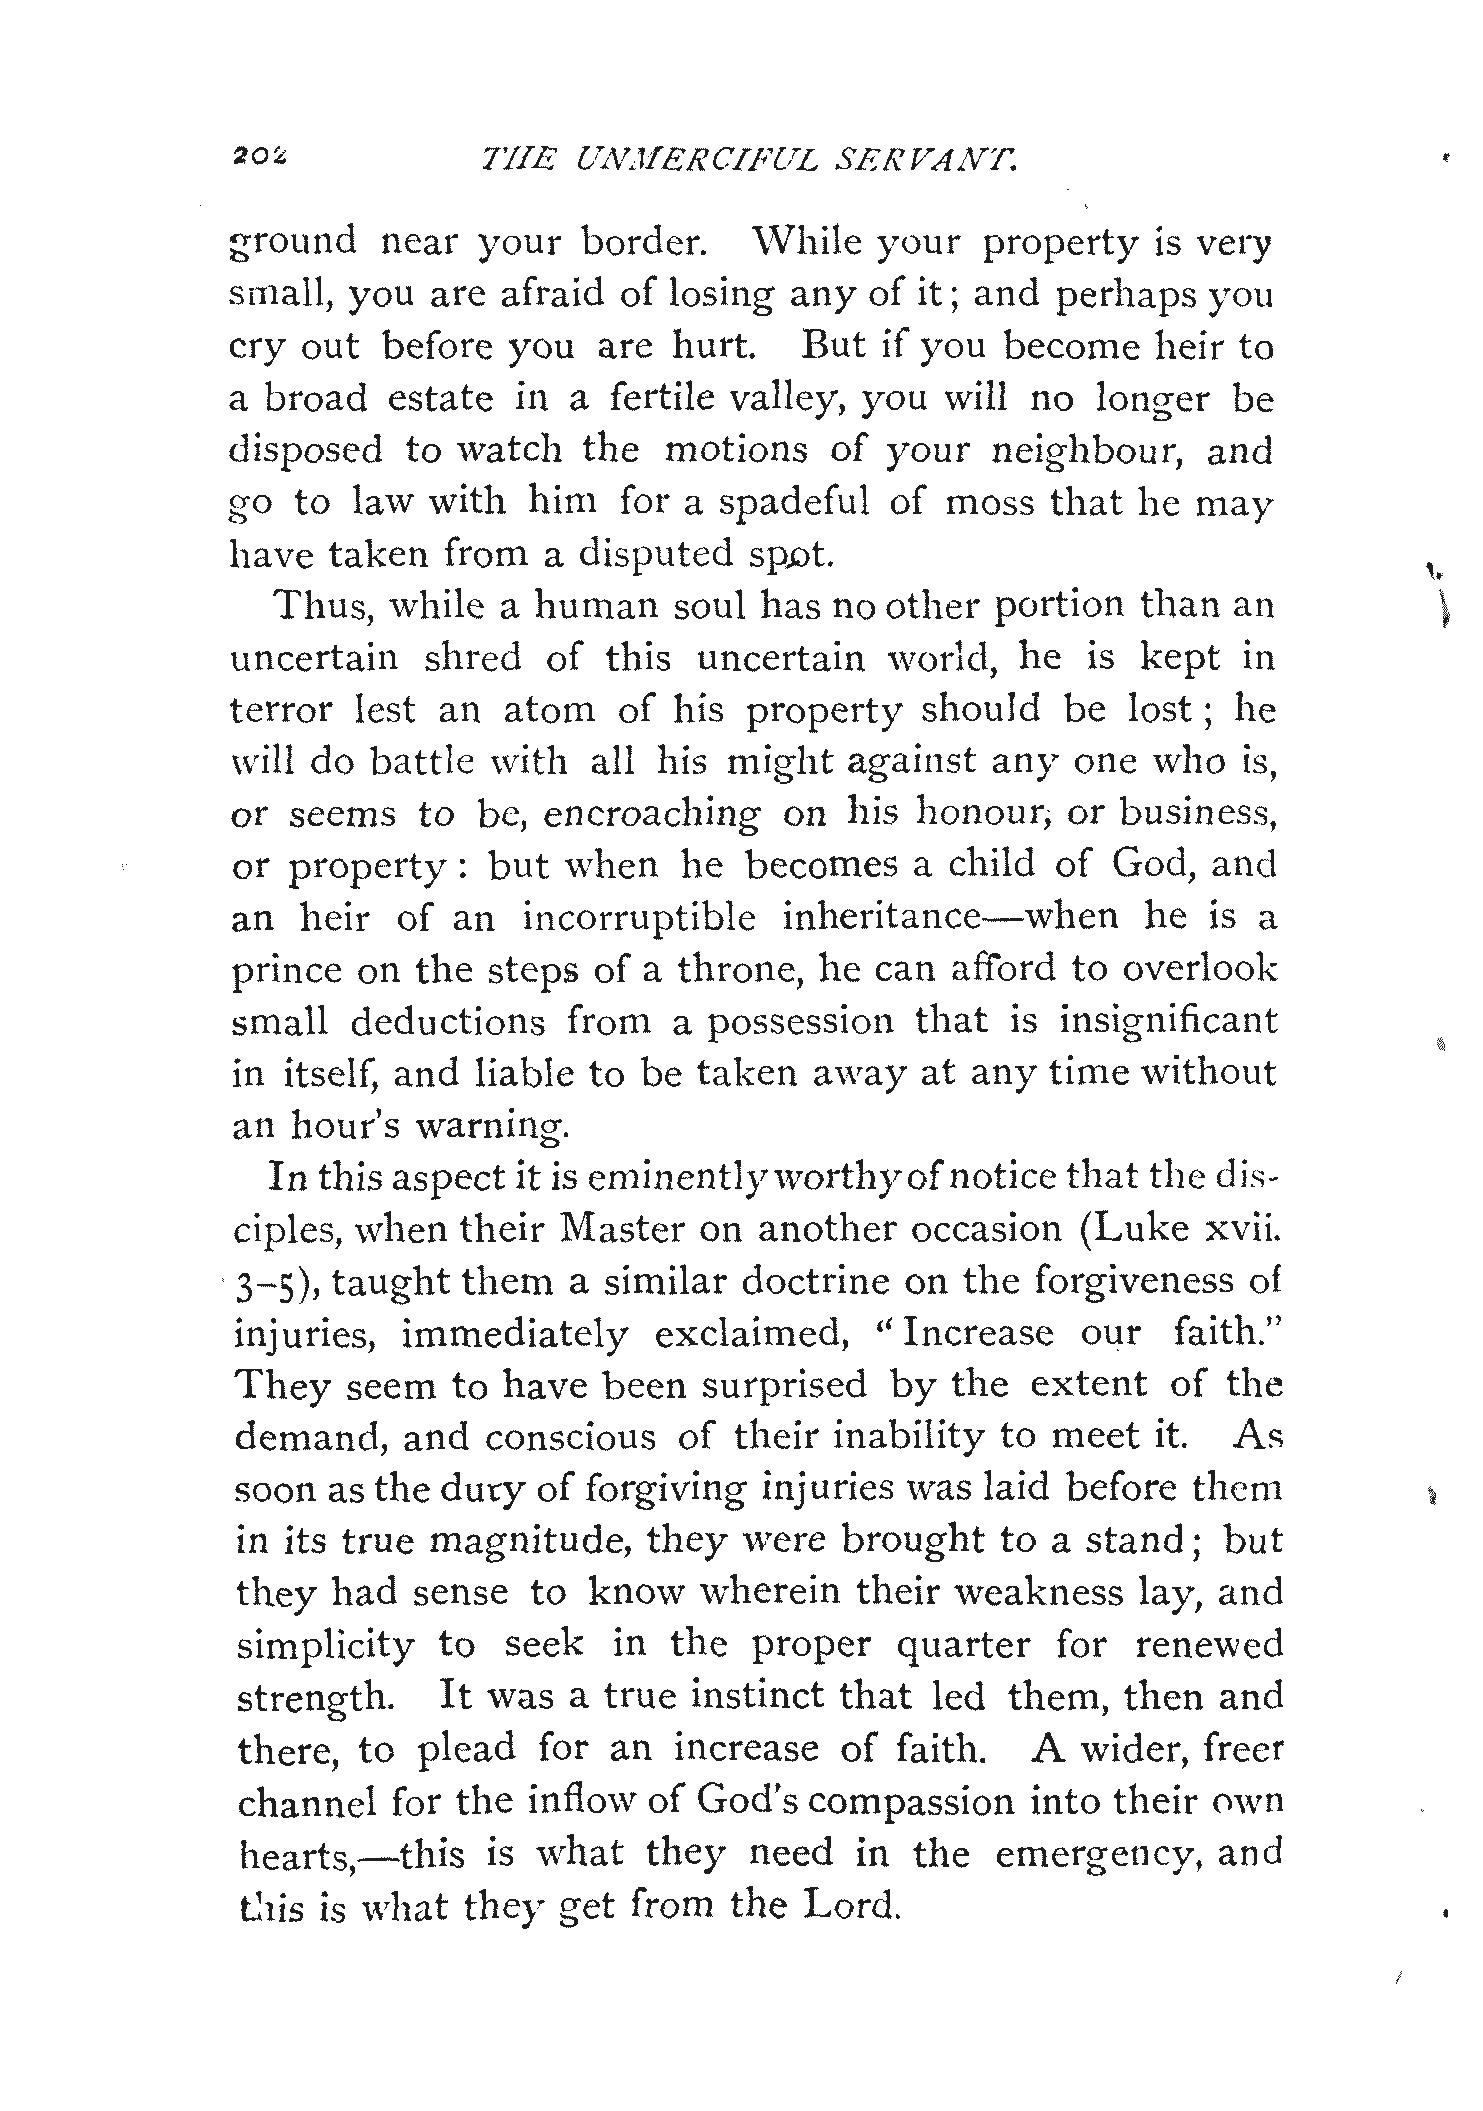 202 THE UNMERCIFUL SERVANT.
ground near your border. While your property is very
small, you are afraid of losing any of it; and perhaps you
cry out before you are hurt. But if you become heir to
a broad estate in a fertile valley, you will no longer be
disposed to watch the motions of your neighbour, and
go to law with him for a spadeful of moss that he may
have taken from a disputed spot.
Thus, while a human soul has no other portion than an
uncertain shred of this uncertain world, he is kept in
terror lest an atom of his property should be lost; he
will do battle with all his might against any one who is,
or seems to be, encroaching on his honour, or business,
or property: but when he becomes a child of God, and
an heir of an incorruptible inheritance—when he is a
prince on the steps of a throne, he can afford to overlook
small deductions from a possession that is insignificant
in itself, and liable to be taken away at any time without
an hour's warning.
In this aspect it is eminently worthy of notice that the dis-
ciples, when their Master on another occasion (Luke xvii.
3–5), taught them a similar doctrine on the forgiveness of
injuries, immediately exclaimed, "Increase our faith."
They seem to have been surprised by the extent of the
demand, and conscious of their inability to meet it. As
soon as the duty of forgiving injuries was laid before them
in its true magnitude, they were brought to a stand; but
they had sense to know wherein their weakness lay, and
simplicity to seek in the proper quarter for renewed
strength. It was a true instinct that led them, then and
there, to plead for an increase of faith. A wider, freer
channel for the inflow of God's compassion into their own
hearts,—this is what they need in the emergency, and
this is what they get from the Lord.